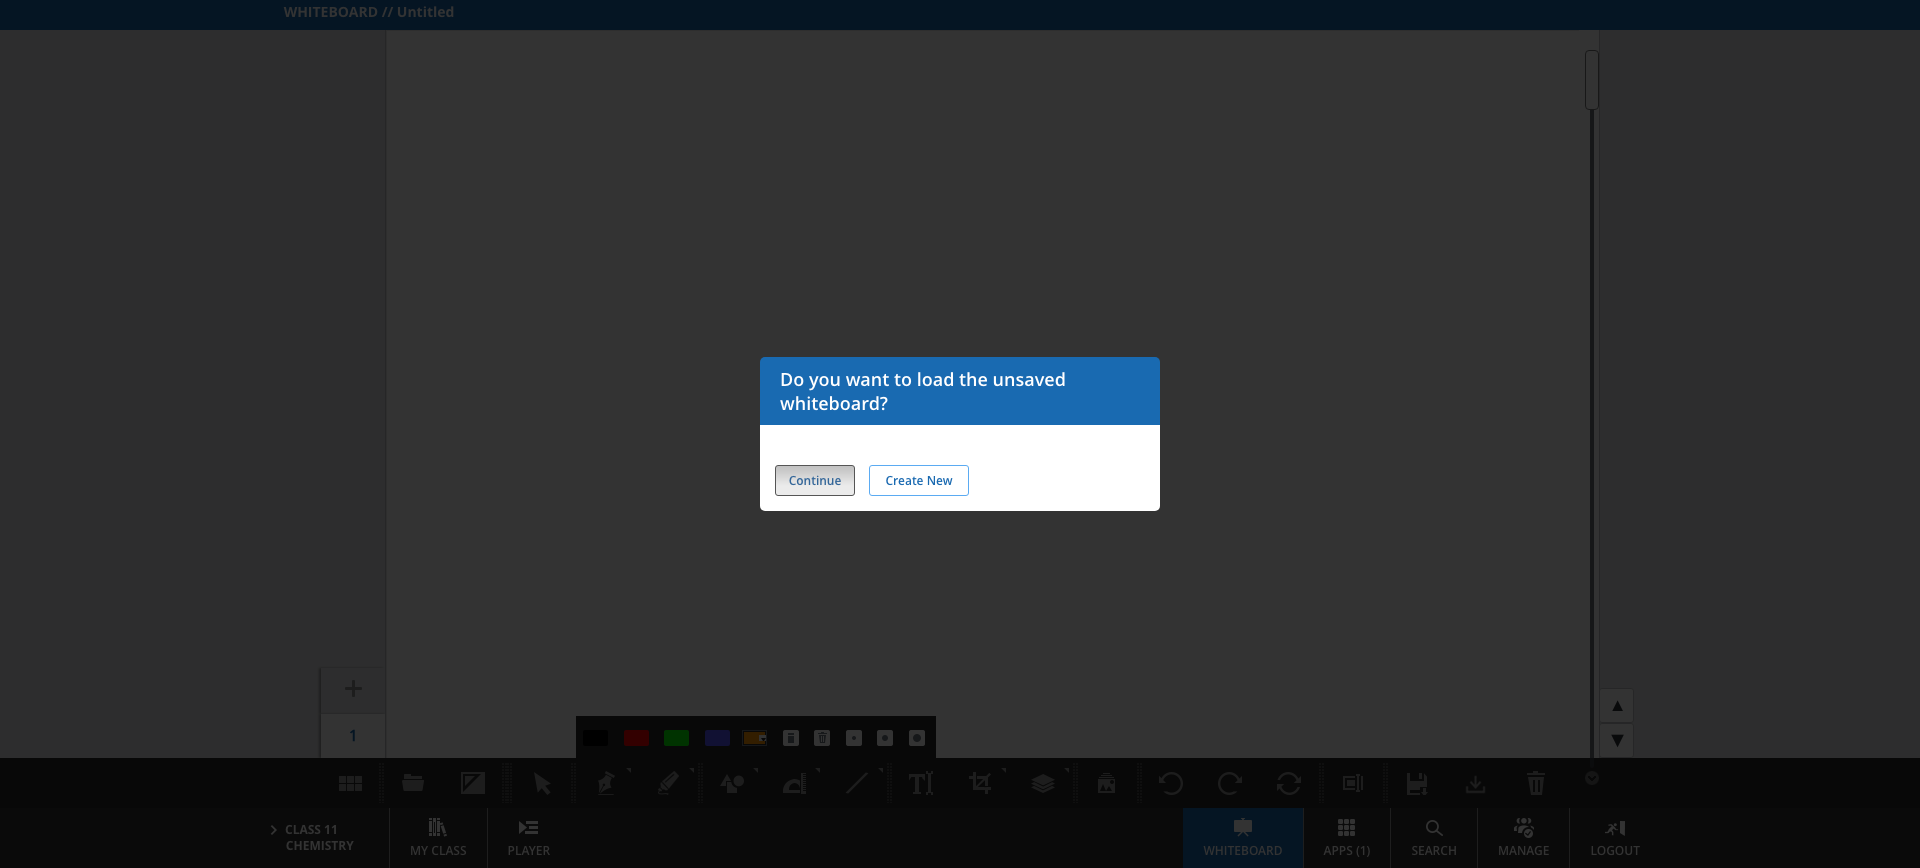 WHITEBOARD // Untitled
Do you want to load the unsaved
whiteboard?
Continue
Create New
1
CLASS 11
CHEMISTRY
MY CLASS
PLAYER
WHITEBOARD
APPS (1)
SEARCH
MANAGE
LOGOUT